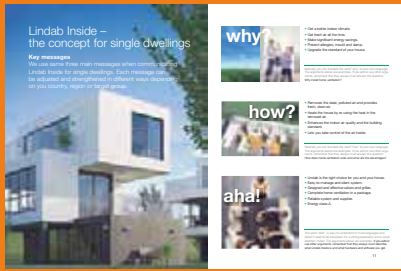 Lindab Inside –
the concept for single dwellings
Key messages
We use some three main messages when communicating
Lindab Inside for single dwellings. Each message can
be adjusted and strengthened in different ways depending
on you country, region or target group.
why?
• Get a better indoor climate.
• Get fresh air all the time.
• Make significant energy savings.
• Prevent allergies, mould and damp.
• Upgrade the standard of your house.
how?
• Removes the stale, polluted air and provides
fresh, clean air.
• Heats the house by re-using the heat in the
removed air.
• Enhances the indoor air quality and the building
standard.
• Lets you take control of the air inside.
aha!
• Lindab is the right choice for you and your house.
• Easy-to-manage and silent system.
• Designed and effective valves and grilles.
• Complete home ventilation in a package.
• Reliable system and supplier.
• Energy class A.
11